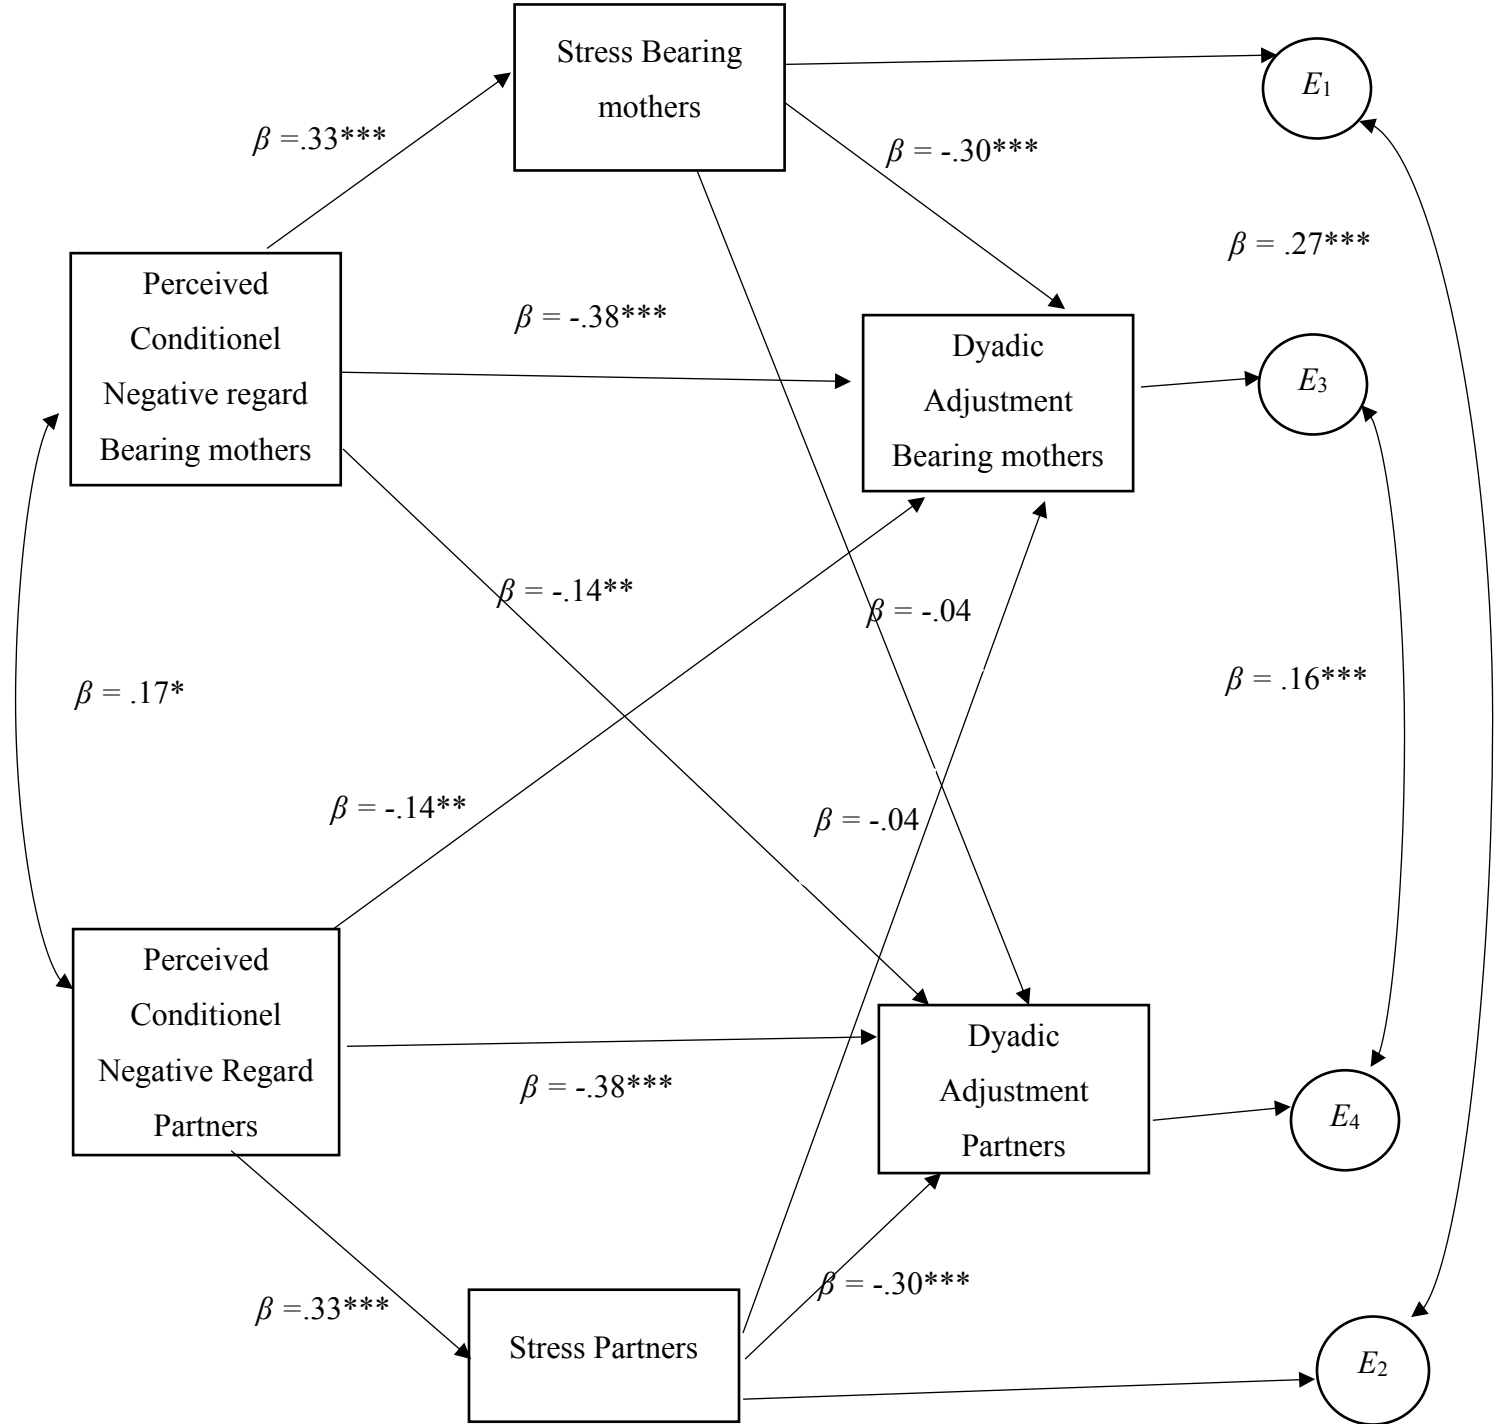 Stress Bearing
mothers
E1
β =.33***
β = -.30***
β = .27***
Perceived
Conditionel
Negative regard
Bearing mothers
β = -.38***
Dyadic
Adjustment
Bearing mothers
E3
β = -.14**
β = -.04
β = .17*
β = .16***
β = -.14**
β = -.04
Perceived
Conditionel
Negative Regard
Partners
β = -.38***
Dyadic
Adjustment
Partners
E4
β =.33***
β = -.30***
Stress Partners
E2